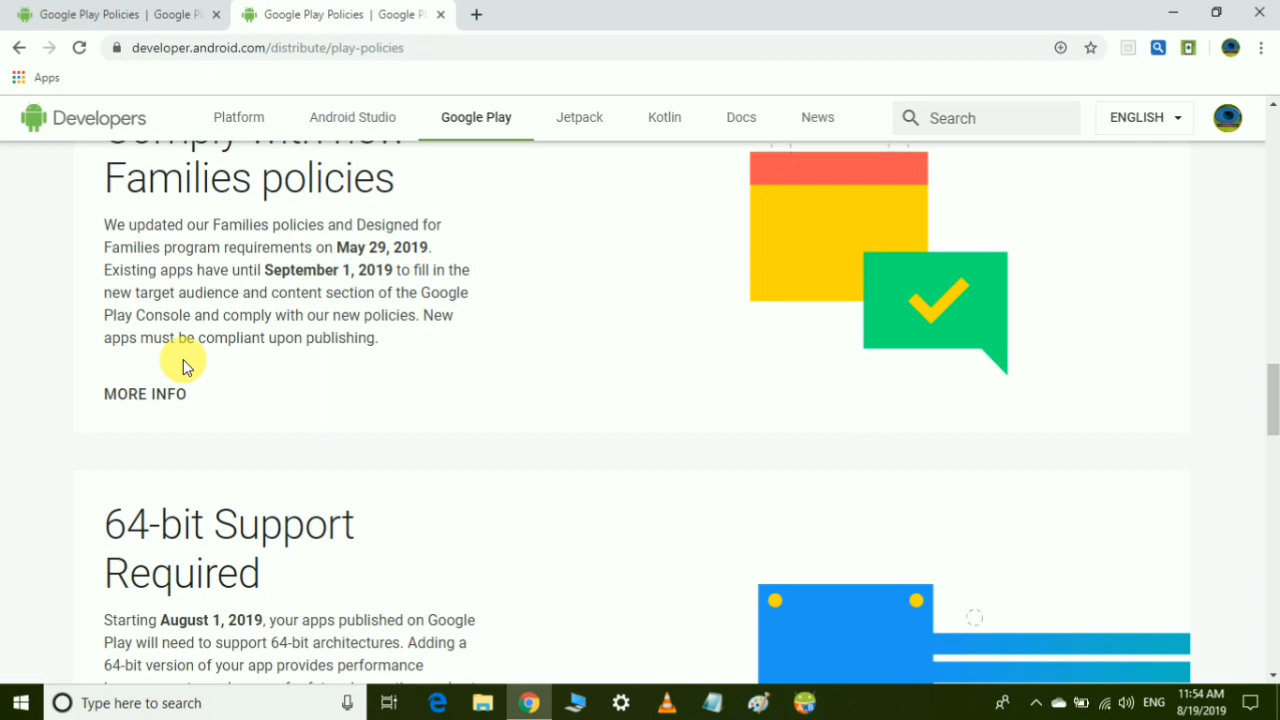 Google Play Policies | Google P
Google Play Policies | Google Pl
developer.android.com/distribute/play-policies
Apps
Developers
Platform
Android Studio
Google Play
Jetpack
Kotlin
Docs
News
Search
ENGLISH
Comply with new
Families policies
We updated our Families policies and Designed for
Families program requirements on May 29, 2019.
Existing apps have until September 1, 2019 to fill in the
new target audience and content section of the Google
Play Console and comply with our new policies. New
apps must be compliant upon publishing.
MORE INFO
64-bit Support
Required
Starting August 1, 2019, your apps published on Google
Play will need to support 64-bit architectures. Adding a
64-bit version of your app provides performance
Type here to search
ENG
11:54 AM
8/19/2019